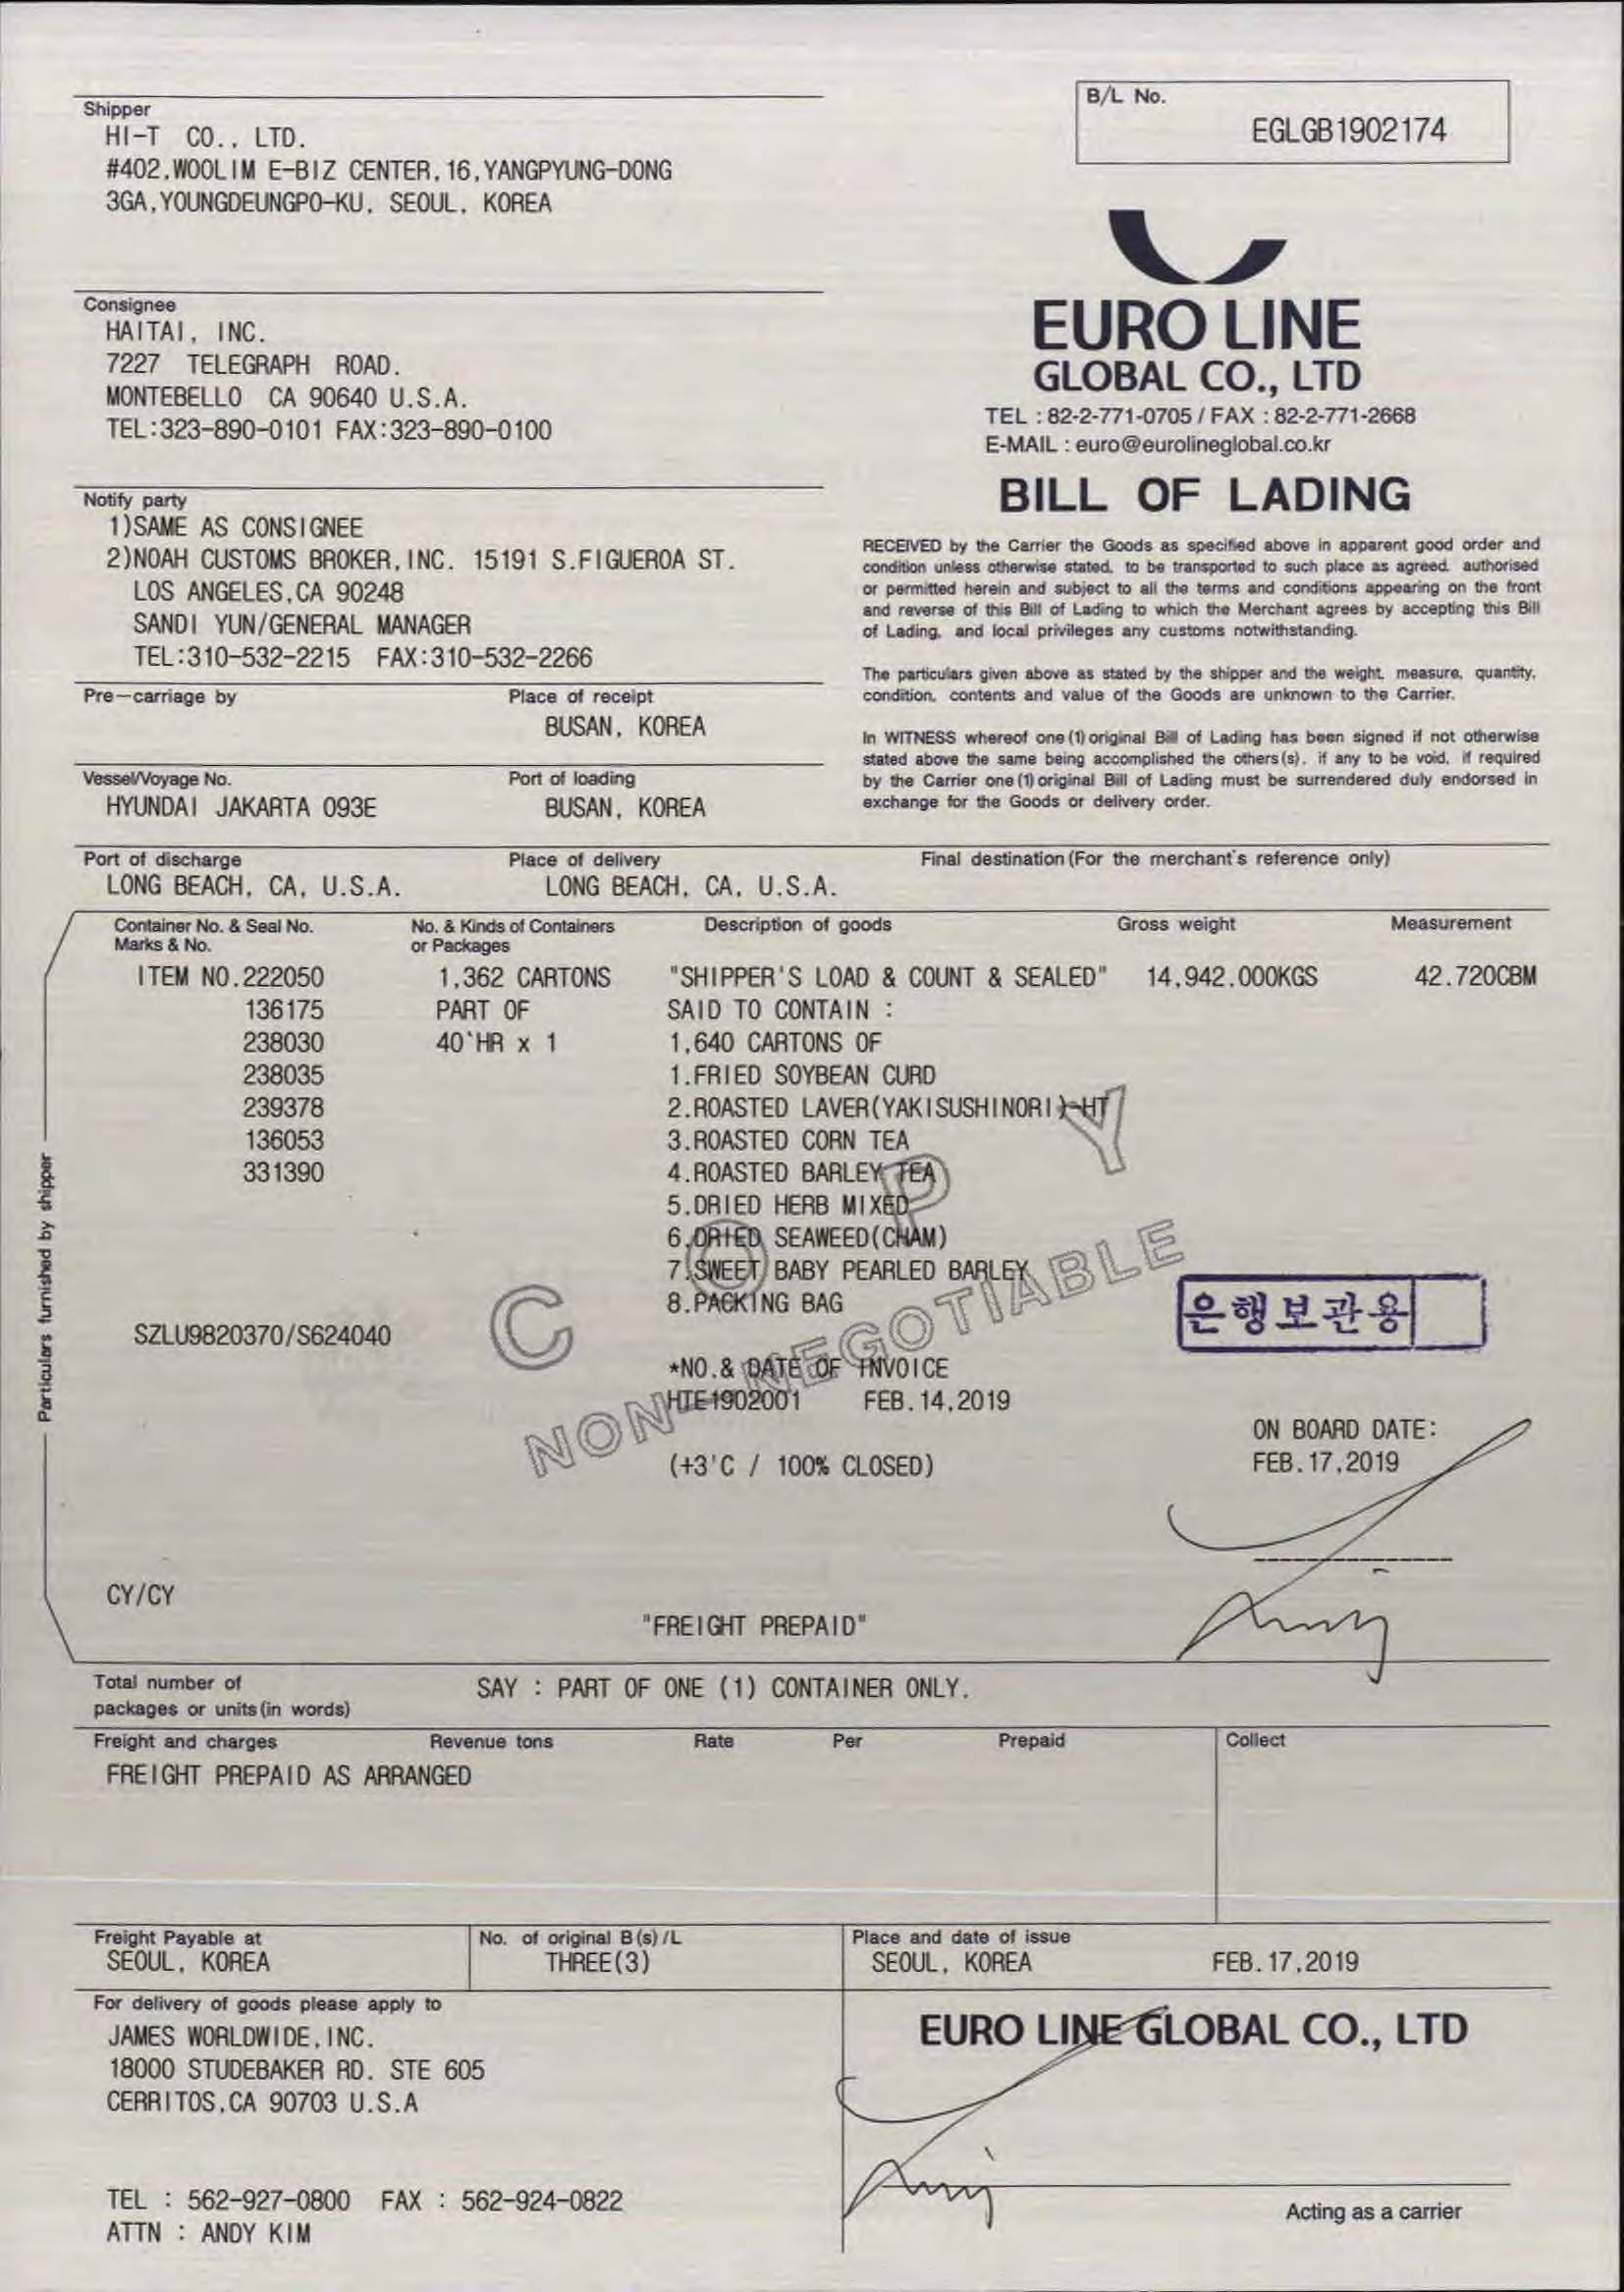 Shipper
HI-T CO., LTD.
#402,WOOLIM E-BIZ CENTER,16,YANGPYUNG-DONG
3GA,YOUNGDEUNGPO-KU, SEOUL, KOREA
B/L No.
EGLGB1902174
Consignee
HAITAI, INC.
7227 TELEGRAPH ROAD.
MONTEBELLO CA 90640 U.S.A.
TEL:323-890-0101 FAX:323-890-0100
EURO LINE
GLOBAL CO., LTD
TEL : 82-2-771-0705 / FAX : 82-2-771-2668
E-MAIL : euro@eurolineglobal.co.kr
BILL OF LADING
Notify party
1)SAME AS CONSIGNEE
2)NOAH CUSTOMS BROKER,INC. 15191 S.FIGUEROA ST.
LOS ANGELES,CA 90248
SANDI YUN/GENERAL MANAGER
TEL:310-532-2215 FAX:310-532-2266
RECEIVED by the Carrier the Goods as specified above in apparent good order and
condition unless otherwise stated, to be transported to such place as agreed, authorised
or permitted herein and subject to all the terms and conditions appearing on the front
and reverse of this Bill of Lading to which the Merchant agrees by accepting this Bill
of Lading, and local privileges any customs notwithstanding.
The particulars given above as stated by the shipper and the weight, measure, quantity,
condition, contents and value of the Goods are unknown to the Carrier.
In WITNESS whereof one (1) original Bill of Lading has been signed if not otherwise
stated above the same being accomplished the others(s), if any to be void, if required
by the Carrier one (1) original Bill of Lading must be surrendered duly endorsed in
exchange for the Goods or delivery order.
Pre-carriage by
Place of receipt
BUSAN, KOREA
Vessel/Voyage No.
HYUNDAI JAKARTA 093E
Port of loading
BUSAN, KOREA
Port of discharge
LONG BEACH, CA, U.S.A.
Place of delivery
LONG BEACH, CA, U.S.A.
Final destination (For the merchant's reference only)
Particulars furnished by shipper
Container No. & Seal No.
Marks & No.
No. & Kinds of Containers
or Packages
Description of goods
Gross weight
Measurement
ITEM NO.222050 1,362 CARTONS "SHIPPER'S LOAD & COUNT & SEALED" 14,942.000KGS 42.720CBM
136175 PART OF SAID TO CONTAIN :
238030 40'HR x 1 1,640 CARTONS OF
238035 1.FRIED SOYBEAN CURD
239378 2.ROASTED LAVER(YAKISUSHINORI)-HT
136053 3.ROASTED CORN TEA
331390 4.ROASTED BARLEY TEA
5.DRIED HERB MIXED
6.DRIED SEAWEED(CHAM)
7.SWEET BABY PEARLED BARLEY
8.PACKING BAG
COPY
NON-NEGOTIABLE
은행보관용
SZLU9820370/S624040
*NO.& DATE OF INVOICE
HTE1902001 FEB.14,2019
(+3'C / 100% CLOSED)
ON BOARD DATE:
FEB.17,2019
CY/CY
"FREIGHT PREPAID"
Total number of
packages or units (in words)
SAY : PART OF ONE (1) CONTAINER ONLY.
Freight and charges Revenue tons Rate Per Prepaid Collect
FREIGHT PREPAID AS ARRANGED
Freight Payable at
SEOUL, KOREA
No. of original B(s)/L
THREE(3)
Place and date of issue
SEOUL, KOREA FEB.17,2019
For delivery of goods please apply to
JAMES WORLDWIDE,INC.
18000 STUDEBAKER RD. STE 605
CERRITOS,CA 90703 U.S.A
TEL : 562-927-0800 FAX : 562-924-0822
ATTN : ANDY KIM
EURO LINE GLOBAL CO., LTD
Acting as a carrier